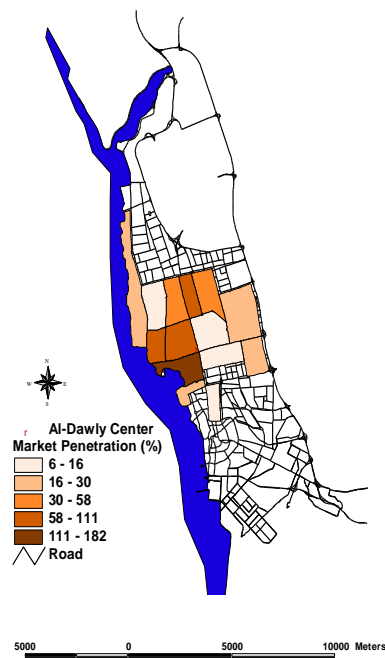 N
W E
S
r Al-Dawly Center
Market Penetration (%)
6 - 16
16 - 30
30 - 58
58 - 111
111 - 182
Road
5000 0 5000 10000 Meters